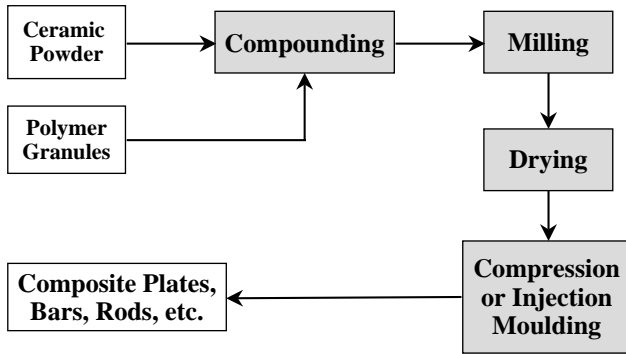 Ceramic
Powder
Compounding
Milling
Polymer
Granules
Drying
Compression
or Injection
Moulding
Composite Plates,
Bars, Rods, etc.